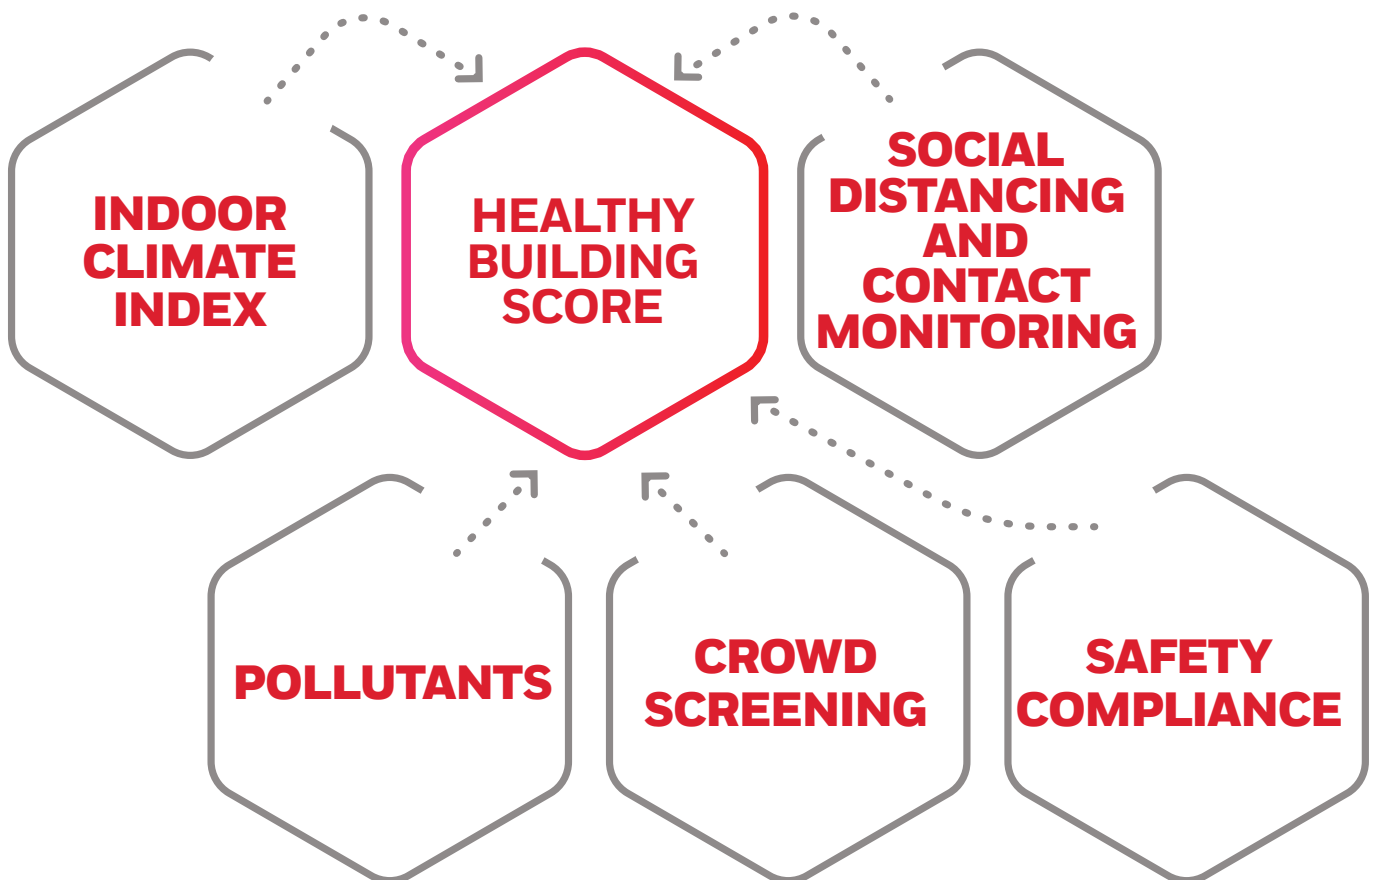 INDOOR
CLIMATE
INDEX
HEALTHY
BUILDING
SCORE
SOCIAL
DISTANCING
AND
CONTACT
MONITORING
POLLUTANTS
CROWD
SCREENING
SAFETY
COMPLIANCE